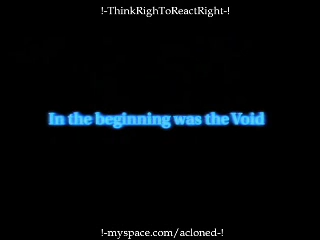 !-ThinkRighToReactRight-!
In the beginning was the Void
!-myspace.com/acloned-!